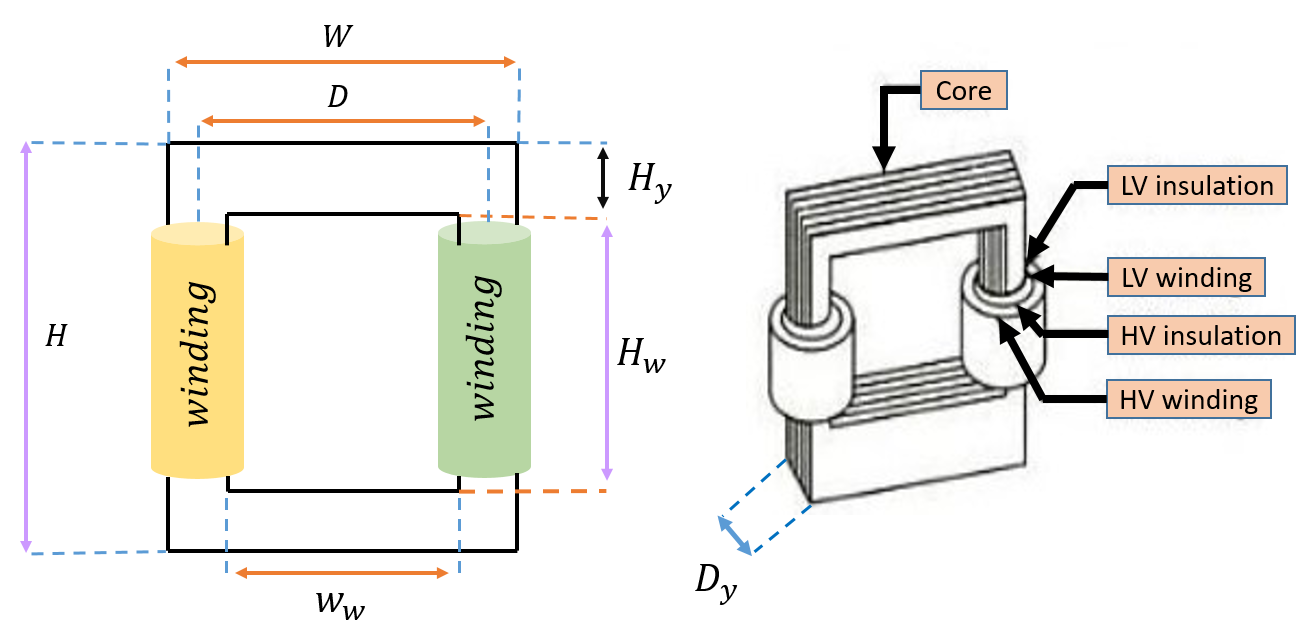 W
D
H
H_y
H_w
winding
winding
w_w
Core
LV insulation
LV winding
HV insulation
HV winding
D_y